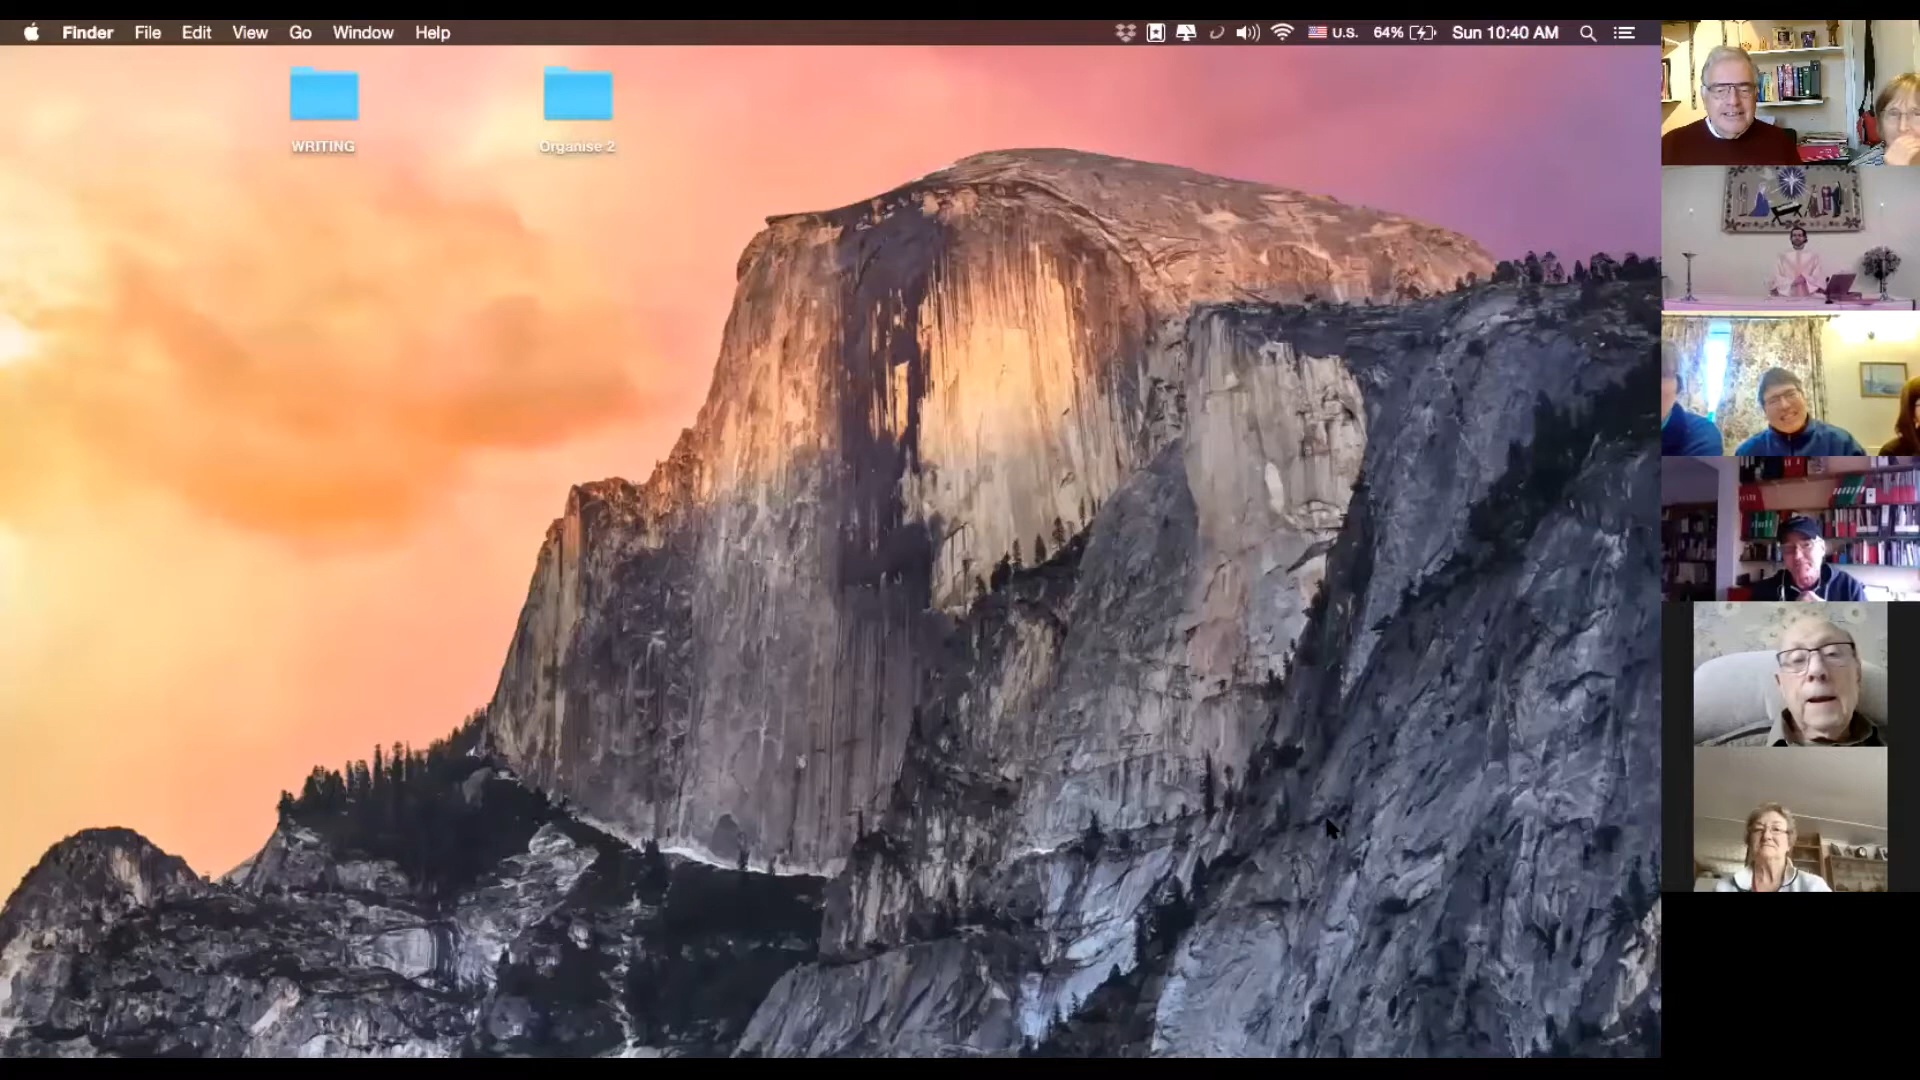 Finder File Edit View Go Window Help U.S. 64% Sun 10:40 AM
WRITING
Organise 2